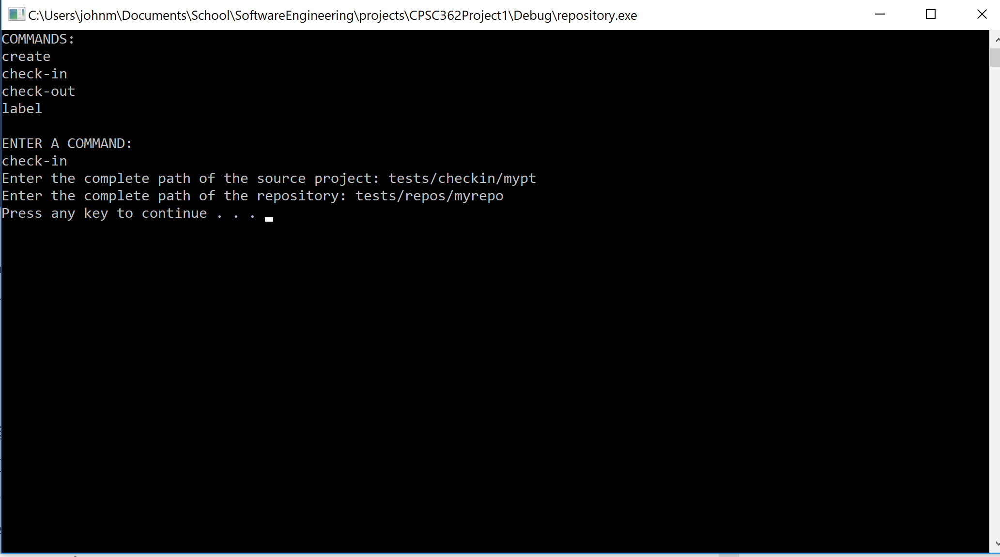 C:\Users\johnm\Documents\School\SoftwareEngineering\projects\CPSC362Project1\Debug\repository.exe
COMMANDS:
create
check-in
check-out
label
ENTER A COMMAND:
check-in
Enter the complete path of the source project: tests/checkin/mypt
Enter the complete path of the repository: tests/repos/myrepo
Press any key to continue . . .